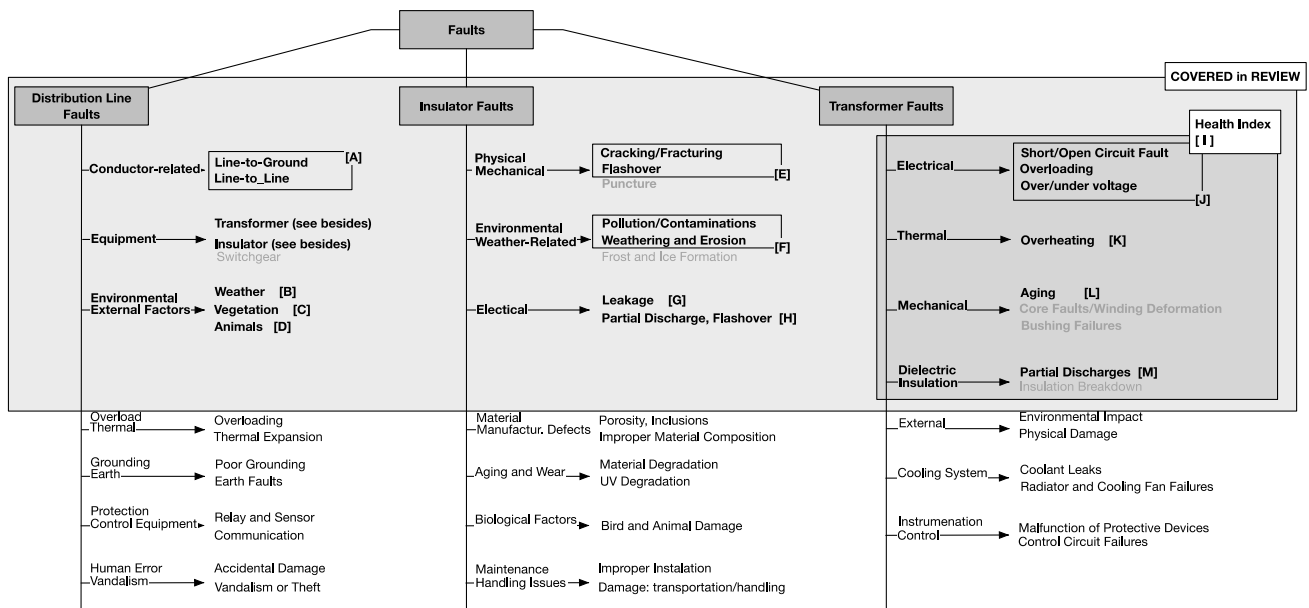 Faults
COVERED in REVIEW
Distribution Line
Faults
Conductor-related
Line-to-Ground
Line-to_Line
[A]
Equipment
Transformer (see besides)
Insulator (see besides)
Switchgear
Environmental
External Factors
Weather [B]
Vegetation [C]
Animals [D]
Overload
Thermal
Overloading
Thermal Expansion
Grounding
Earth
Poor Grounding
Earth Faults
Protection
Control Equipment
Relay and Sensor
Communication
Human Error
Vandalism
Accidental Damage
Vandalism or Theft
Insulator Faults
Physical
Mechanical
Cracking/Fracturing
Flashover
[E]
Puncture
Environmental
Weather-Related
Pollution/Contaminations
Weathering and Erosion
[F]
Frost and Ice Formation
Electical
Leakage [G]
Partial Discharge, Flashover [H]
Material
Manufactur. Defects
Porosity, Inclusions
Improper Material Composition
Aging and Wear
Material Degradation
UV Degradation
Biological Factors
Bird and Animal Damage
Maintenance
Handling Issues
Improper Instalation
Damage: transportation/handling
Transformer Faults
Health Index
[ I ]
Electrical
Short/Open Circuit Fault
Overloading
Over/under voltage
[J]
Thermal
Overheating [K]
Mechanical
Aging [L]
Core Faults/Winding Deformation
Bushing Failures
Dielectric
Insulation
Partial Discharges [M]
Insulation Breakdown
External
Environmental Impact
Physical Damage
Cooling System
Coolant Leaks
Radiator and Cooling Fan Failures
Instrumenation
Control
Malfunction of Protective Devices
Control Circuit Failures